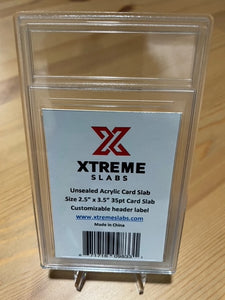 XTREME
SLABS
Unsealed Acrylic Card Slab
Size 2.5" x 3.5" 35pt Card Slab
Customizable header label
www.xtremeslabs.com
Made in China